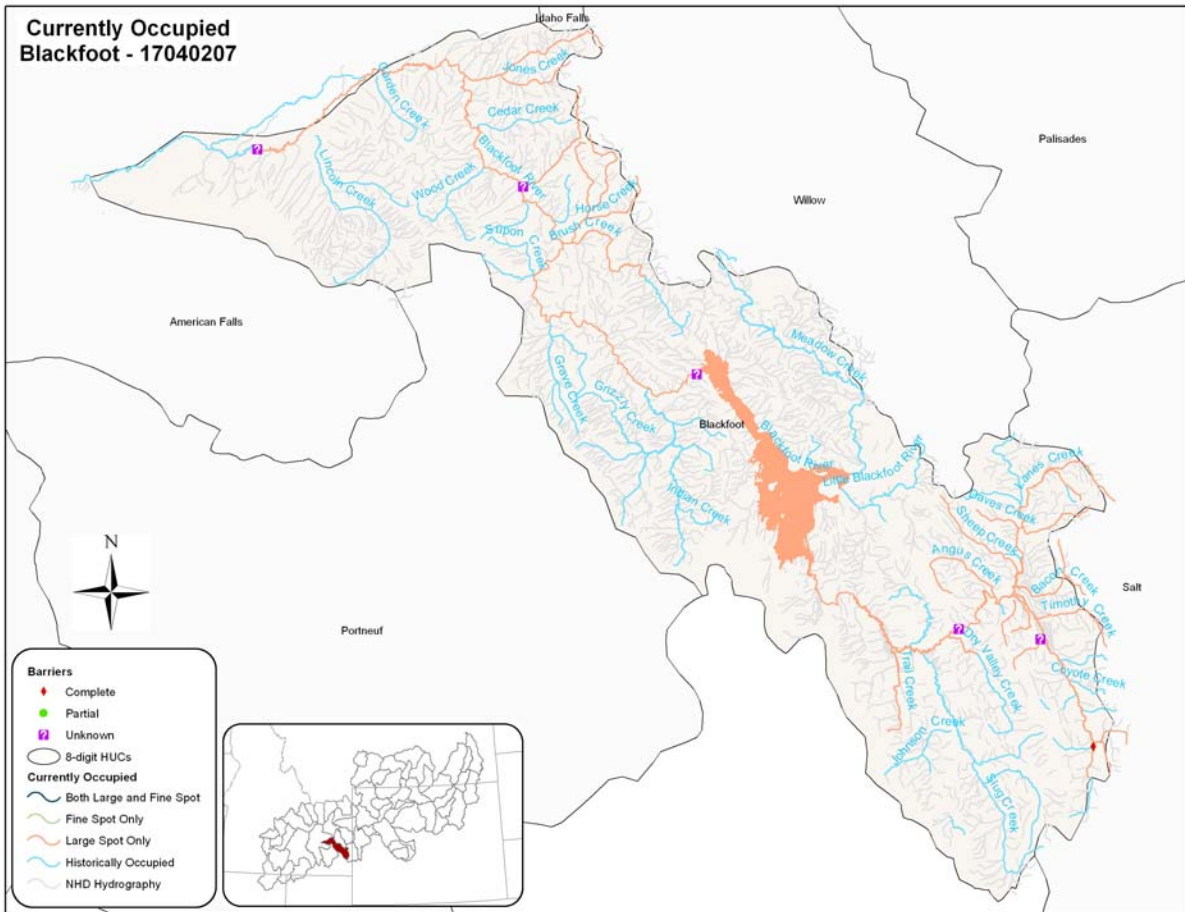 Currently Occupied
Blackfoot - 17040207
Idaho Falls
Jones Creek
Garden Creek
Cedar Creek
Palisades
Lincoln Creek
Wood Creek
Blackfoot River
?
?
Horse Creek
Brush Creek
Supon Creek
Willow
American Falls
Meadow Creek
Grave Creek
Grizzly Creek
?
Blackfoot
Blackfoot River
Little Blackfoot River
Indian Creek
Lanes Creek
Daves Creek
Sheep Creek
Angus Creek
Bacon Creek
Timothy Creek
Salt
N
Portneuf
?
?
Dry Valley Creek
Coyote Creek
Trail Creek
Johnson Creek
Slug Creek
Barriers
Complete
Partial
? Unknown
8-digit HUCs
Currently Occupied
Both Large and Fine Spot
Fine Spot Only
Large Spot Only
Historically Occupied
NHD Hydrography